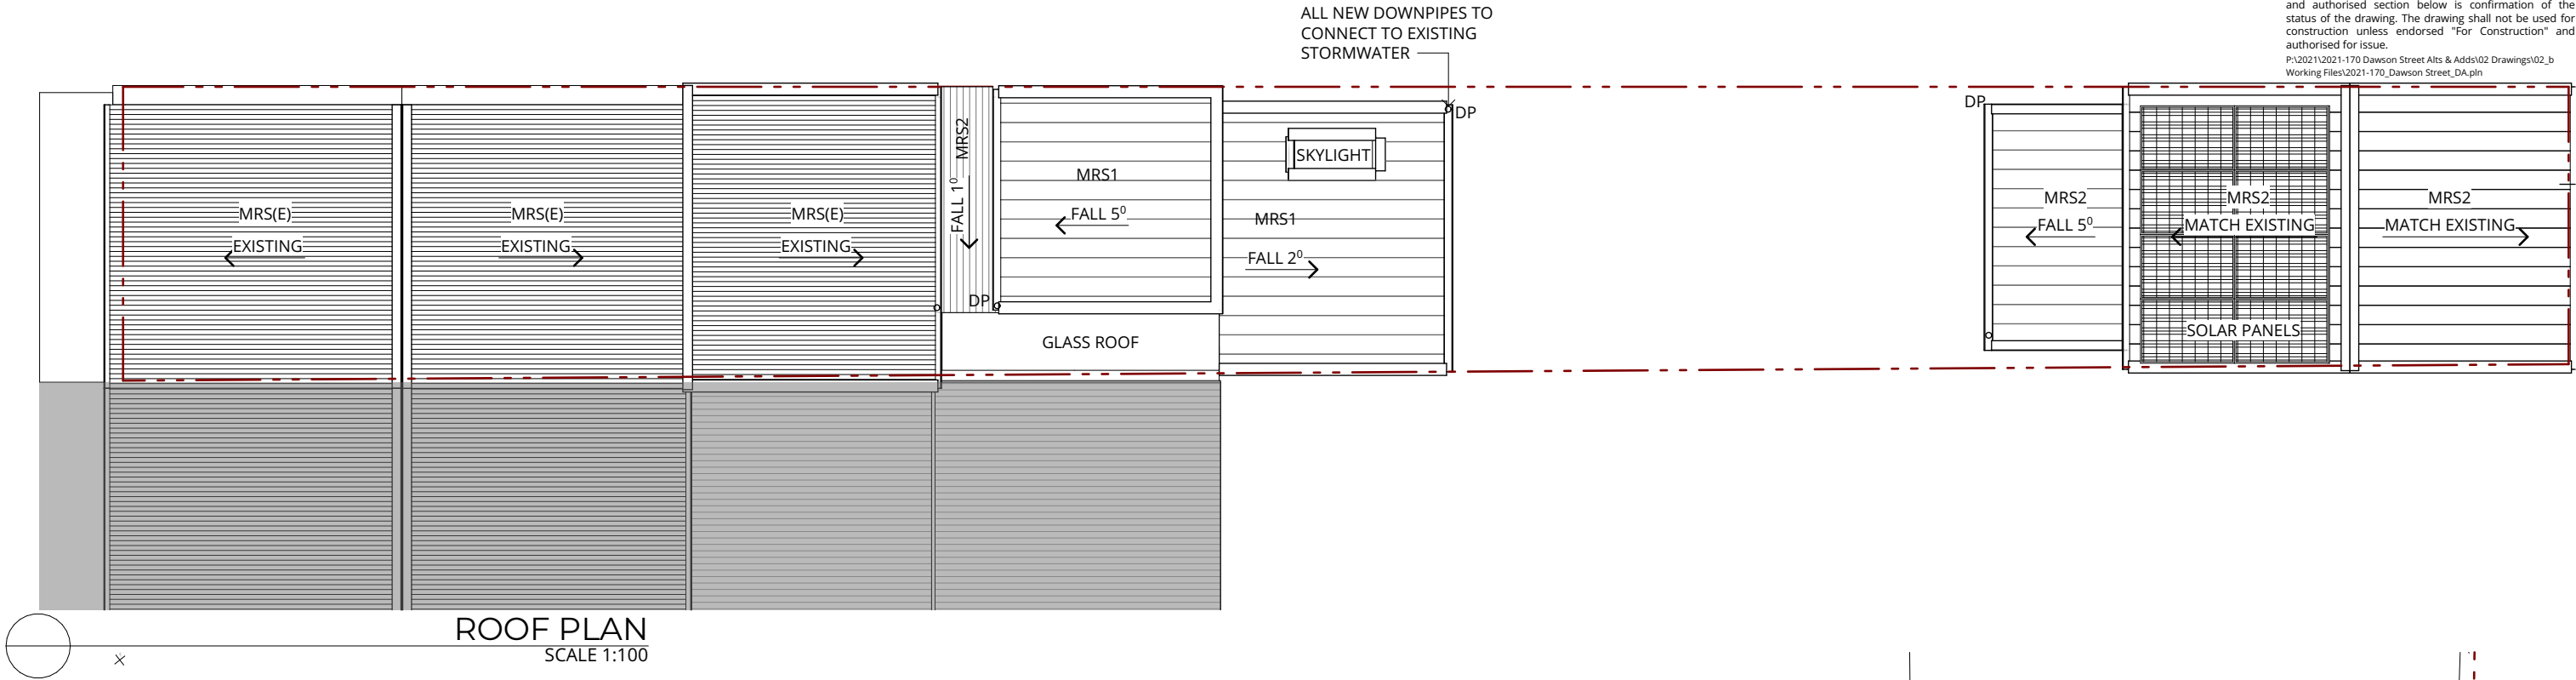 ALL NEW DOWNPIPES TO
CONNECT TO EXISTING
STORMWATER
and authorised section below is confirmation of the
status of the drawing. The drawing shall not be used for
construction unless endorsed "For Construction" and
authorised for issue.
P:\2021\2021-170 Dawson Street Alts & Adds\02 Drawings\02_b
Working Files\2021-170_Dawson Street_DA.pln
MRS(E)
EXISTING
MRS(E)
EXISTING
MRS(E)
EXISTING
MRS2
FALL 1⁰
DP
MRS1
FALL 5⁰
GLASS ROOF
SKYLIGHT
MRS1
FALL 2⁰
DP
DP
MRS2
FALL 5⁰
MRS2
MATCH EXISTING
SOLAR PANELS
MRS2
MATCH EXISTING
ROOF PLAN
SCALE 1:100